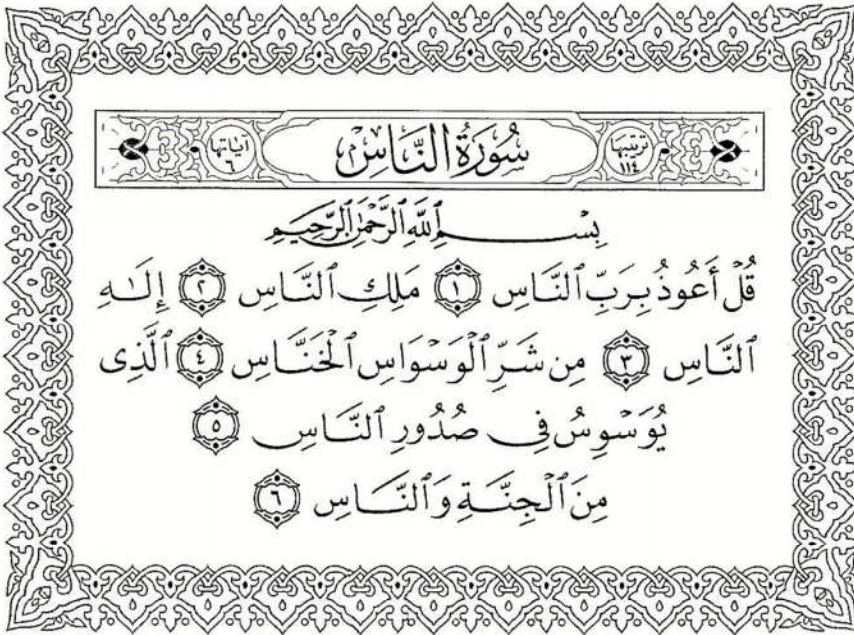 ترتيبها ١١٤ سُورَةُ النَّاسِ آياتها ٦
بِسْمِ ٱللَّهِ ٱلرَّحْمَٰنِ ٱلرَّحِيمِ
قُلْ أَعُوذُ بِرَبِّ ٱلنَّاسِ ١ مَلِكِ ٱلنَّاسِ ٢ إِلَٰهِ
ٱلنَّاسِ ٣ مِن شَرِّ ٱلْوَسْوَاسِ ٱلْخَنَّاسِ ٤ ٱلَّذِى
يُوَسْوِسُ فِى صُدُورِ ٱلنَّاسِ ٥
مِنَ ٱلْجِنَّةِ وَٱلنَّاسِ ٦